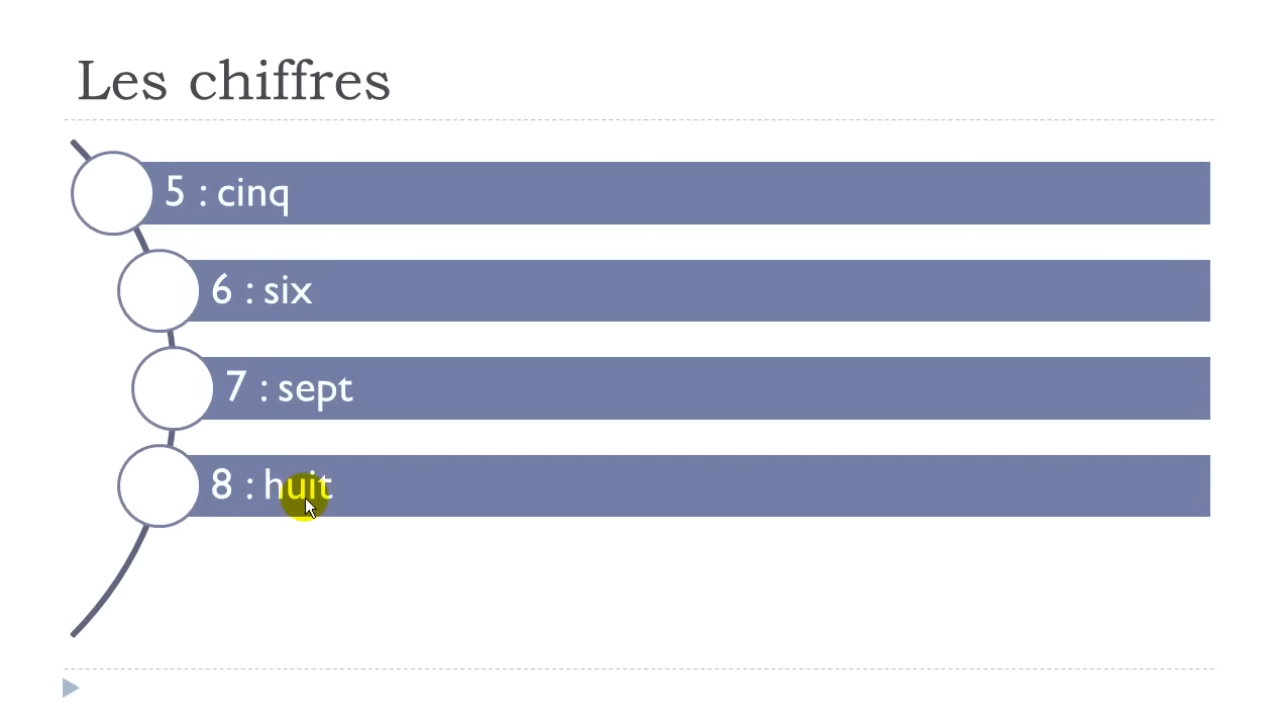 Les chiffres
5 : cinq
6 : six
7 : sept
8 : huit